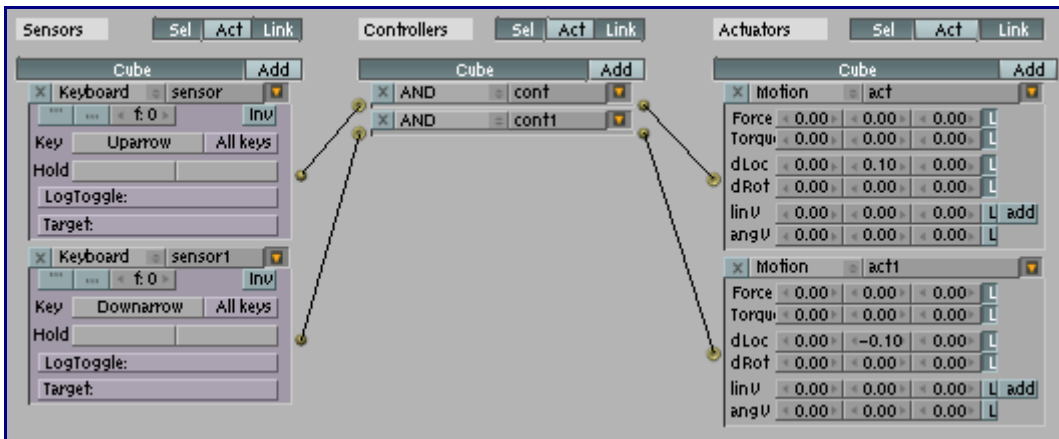 Sensors Sel Act Link Controllers Sel Act Link Actuators Sel Act Link
Cube Add Cube Add Cube Add
X Keyboard sensor
f: 0 Inv
Key Uparrow All keys
Hold
LogToggle:
Target:
X Keyboard sensor1
f: 0 Inv
Key Downarrow All keys
Hold
LogToggle:
Target:
X AND cont
X AND cont1
X Motion act
Force 0.00 0.00 0.00 L
Torque 0.00 0.00 0.00 L
dLoc 0.00 0.10 0.00 L
dRot 0.00 0.00 0.00 L
linV 0.00 0.00 0.00 L add
angV 0.00 0.00 0.00 L
X Motion act1
Force 0.00 0.00 0.00 L
Torque 0.00 0.00 0.00 L
dLoc 0.00 -0.10 0.00 L
dRot 0.00 0.00 0.00 L
linV 0.00 0.00 0.00 L add
angV 0.00 0.00 0.00 L